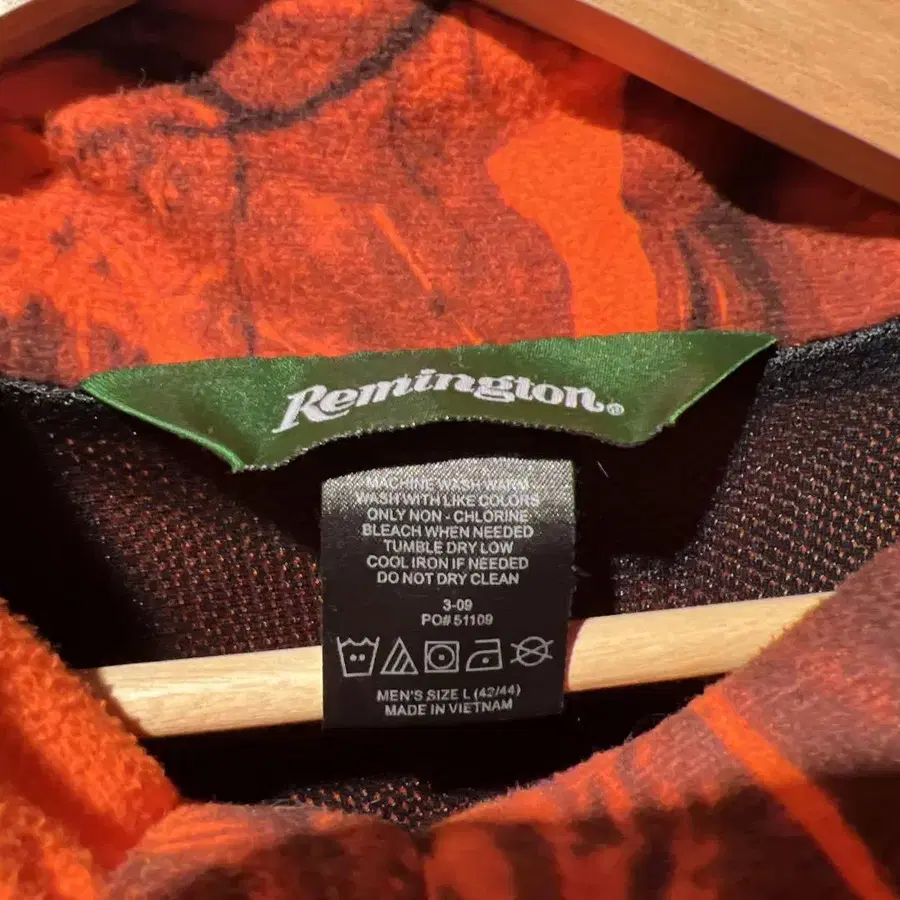 Remington®
MACHINE WASH WARM
WASH WITH LIKE COLORS
ONLY NON - CHLORINE
BLEACH WHEN NEEDED
TUMBLE DRY LOW
COOL IRON IF NEEDED
DO NOT DRY CLEAN
3-09
PO# 51109
MEN'S SIZE L (42/44)
MADE IN VIETNAM